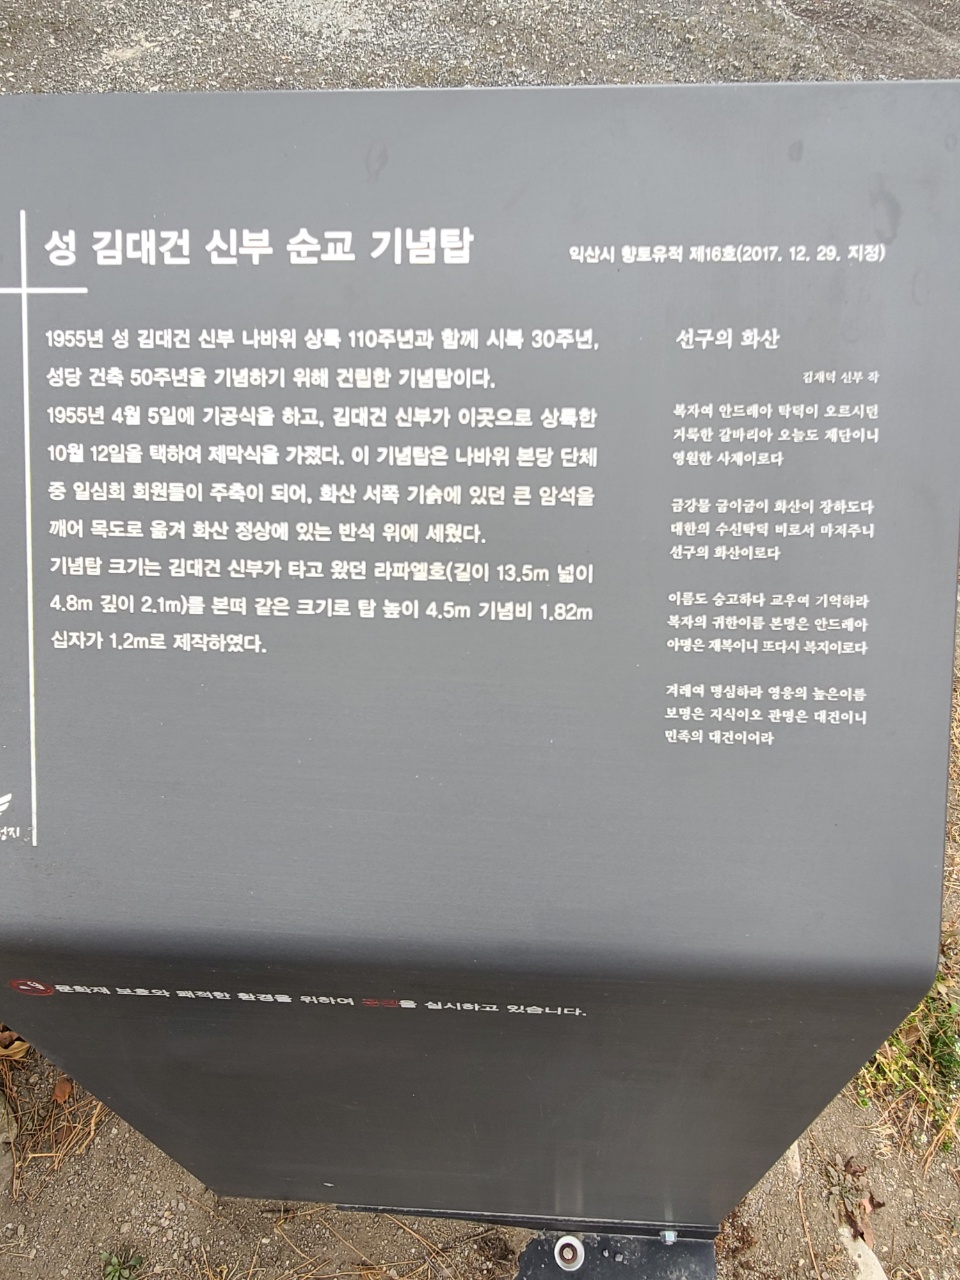 성 김대건 신부 순교 기념탑
익산시 향토유적 제16호(2017. 12. 29. 지정)
1955년 성 김대건 신부 나바위 상륙 110주년과 함께 시복 30주년,
성당 건축 50주년을 기념하기 위해 건립한 기념탑이다.
1955년 4월 5일에 기공식을 하고, 김대건 신부가 이곳으로 상륙한
10월 12일을 택하여 제막식을 가졌다. 이 기념탑은 나바위 본당 단체
중 일심회 회원들이 주축이 되어, 화산 서쪽 기슭에 있던 큰 암석을
깨어 목도로 옮겨 화산 정상에 있는 반석 위에 세웠다.
기념탑 크기는 김대건 신부가 타고 왔던 라파엘호(길이 13.5m 넓이
4.8m 깊이 2.1m)를 본떠 같은 크기로 탑 높이 4.5m 기념비 1.82m
십자가 1.2m로 제작하였다.
선구의 화산
김재덕 신부 작
복자여 안드레아 탁덕이 오르시던
거룩한 갈바리아 오늘도 재단이니
영원한 사제이로다
금강물 굽이굽이 화산이 장하도다
대한의 수신탁덕 비로서 마저주니
선구의 화산이로다
이름도 숭고하다 교우여 기억하라
복자의 귀한이름 본명은 안드레아
아명은 재복이니 또다시 복지이로다
겨레여 명심하라 영웅의 높은이름
보명은 지식이오 관명은 대건이니
민족의 대건이어라
문화재 보호와 쾌적한 환경을 위하여 금연을 실시하고 있습니다.